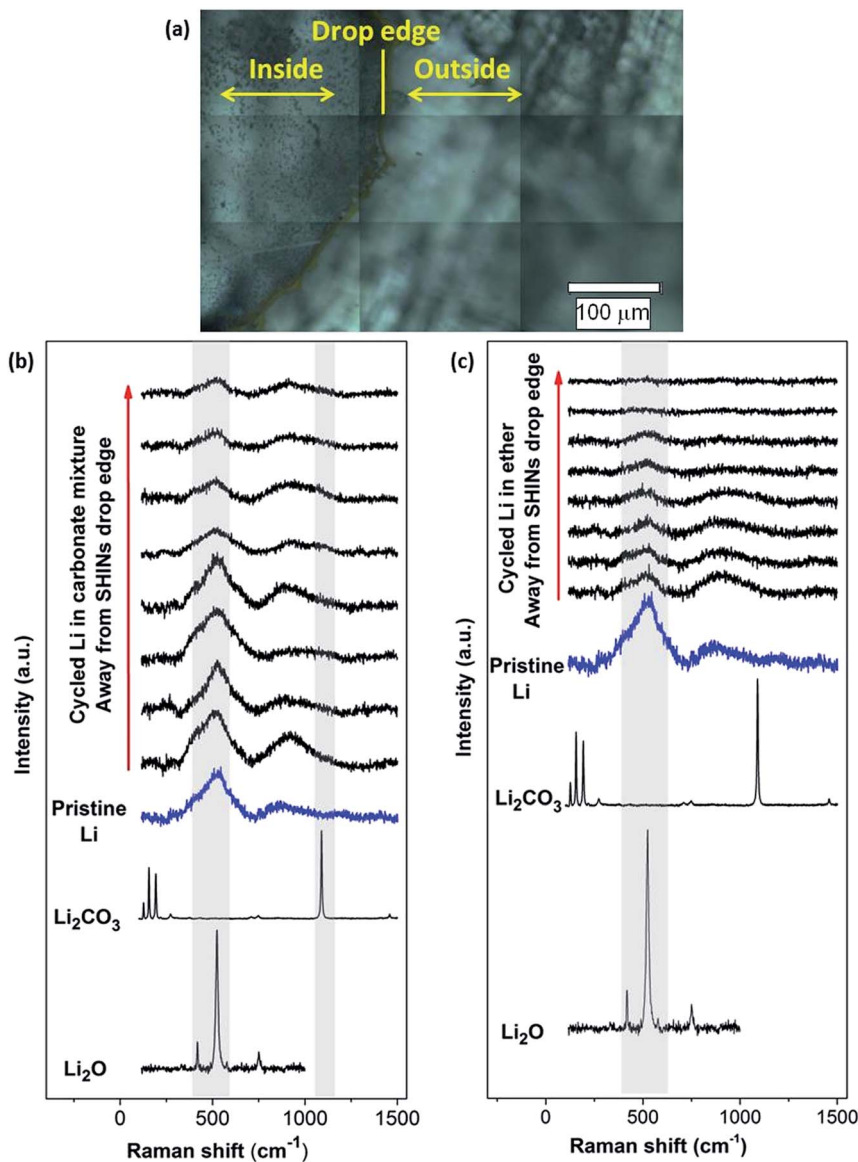 (a)
Drop edge
Inside
Outside
100 μm
(b)
Cycled Li in carbonate mixture
Away from SHINs drop edge
Intensity (a.u.)
Pristine
Li
Li₂CO₃
Li₂O
0
500
1000
1500
Raman shift (cm⁻¹)
(c)
Cycled Li in ether
Away from SHINs drop edge
Intensity (a.u.)
Pristine
Li
Li₂CO₃
Li₂O
0
500
1000
1500
Raman shift (cm⁻¹)